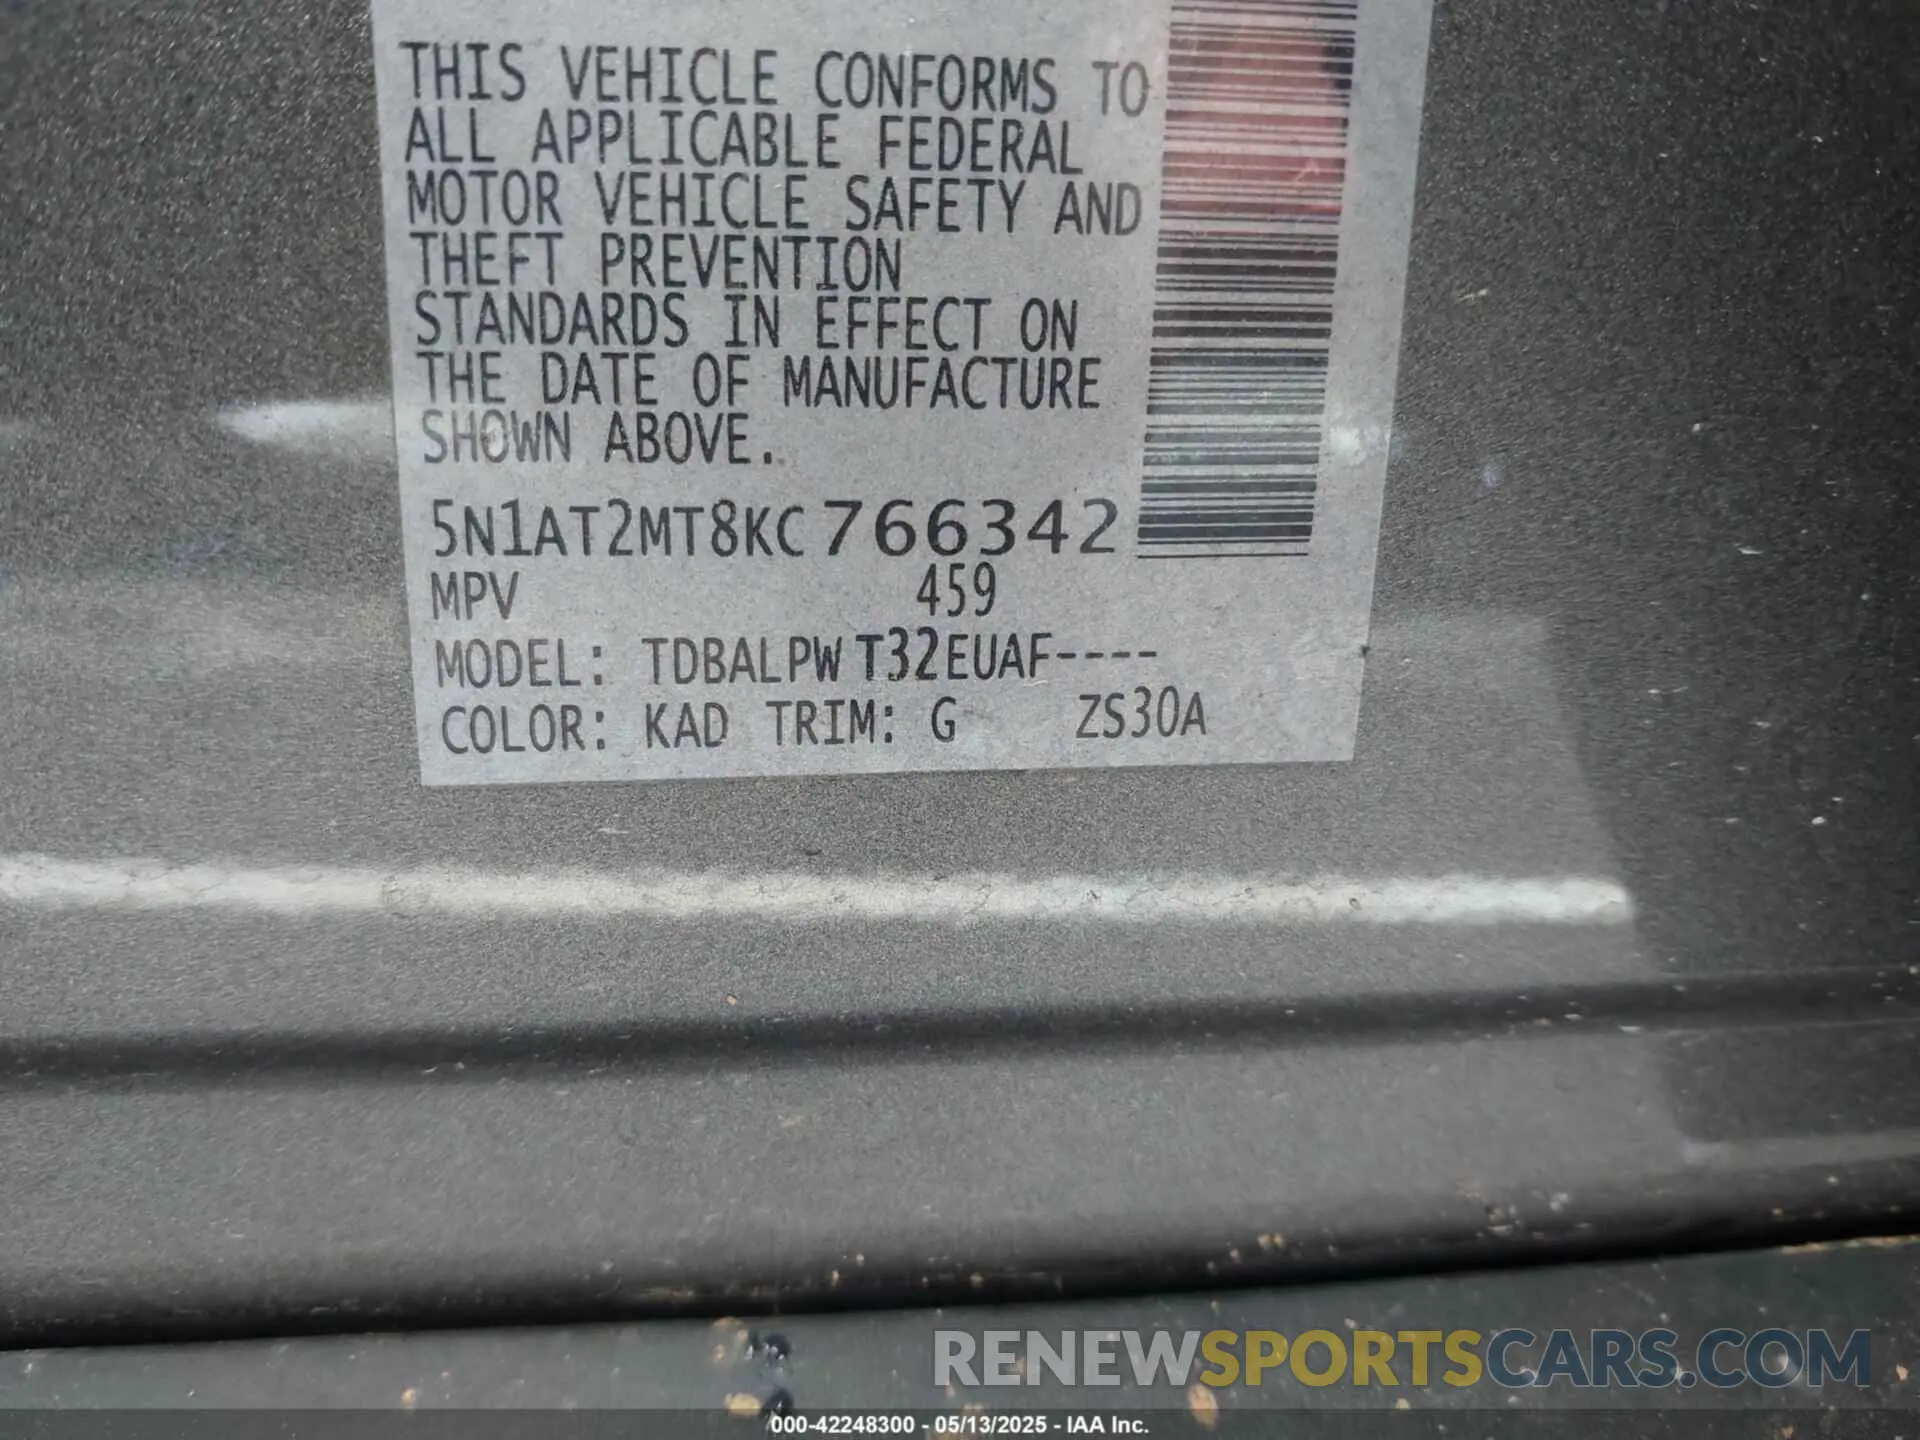 THIS VEHICLE CONFORMS TO
ALL APPLICABLE FEDERAL
MOTOR VEHICLE SAFETY AND
THEFT PREVENTION
STANDARDS IN EFFECT ON
THE DATE OF MANUFACTURE
SHOWN ABOVE.
5N1AT2MT8KC766342
MPV 459
MODEL: TDBALPW T32EUAF----
COLOR: KAD TRIM: G ZS30A
RENEWSPORTSCARS.COM
000-42248300 - 05/13/2025 - IAA Inc.